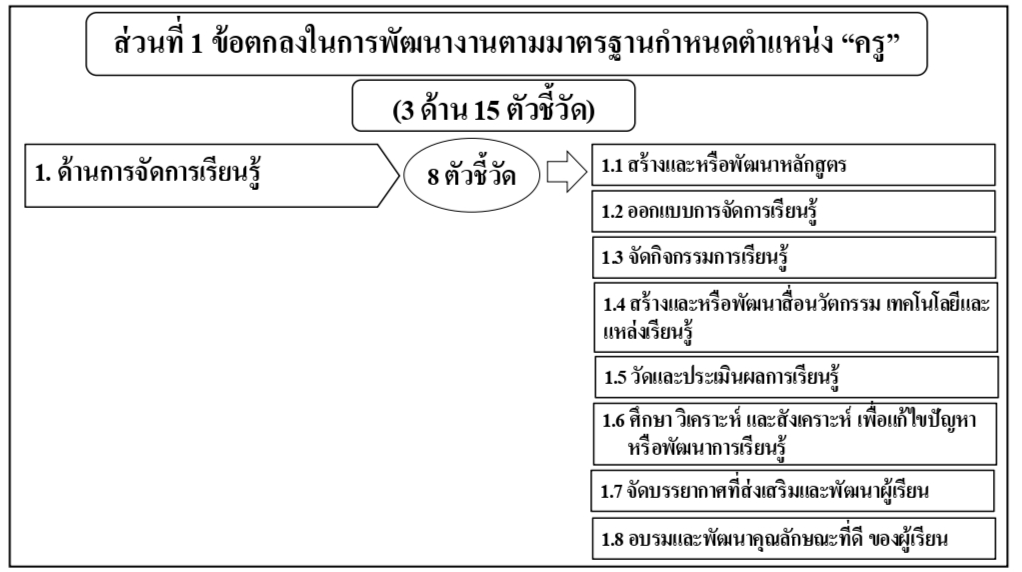 ส่วนที่ 1 ข้อตกลงในการพัฒนางานตามมาตรฐานกำหนดตำแหน่ง “ครู”
(3 ด้าน 15 ตัวชี้วัด)
1. ด้านการจัดการเรียนรู้
8 ตัวชี้วัด
1.1 สร้างและหรือพัฒนาหลักสูตร
1.2 ออกแบบการจัดการเรียนรู้
1.3 จัดกิจกรรมการเรียนรู้
1.4 สร้างและหรือพัฒนาสื่อนวัตกรรม เทคโนโลยีและ
แหล่งเรียนรู้
1.5 วัดและประเมินผลการเรียนรู้
1.6 ศึกษา วิเคราะห์ และสังเคราะห์ เพื่อแก้ไขปัญหา
หรือพัฒนาการเรียนรู้
1.7 จัดบรรยากาศที่ส่งเสริมและพัฒนาผู้เรียน
1.8 อบรมและพัฒนาคุณลักษณะที่ดี ของผู้เรียน